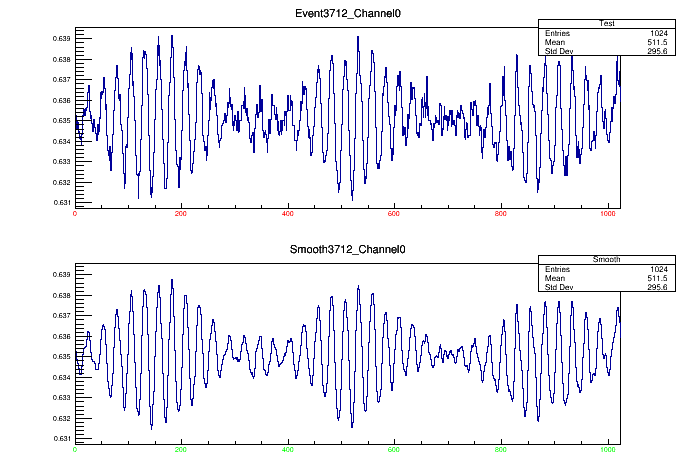 Event3712_Channel0
Test
Entries 1024
Mean 511.5
Std Dev 295.6
0.639
0.638
0.637
0.636
0.635
0.634
0.633
0.632
0.631
0 200 400 600 800 1000
Smooth3712_Channel0
Smooth
Entries 1024
Mean 511.5
Std Dev 295.6
0.639
0.638
0.637
0.636
0.635
0.634
0.633
0.632
0.631
0 200 400 600 800 1000